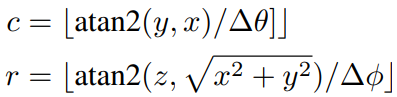 c = ⌊atan2(y, x)/Δθ]⌋
r = ⌊atan2(z, √(x² + y²))/Δϕ⌋